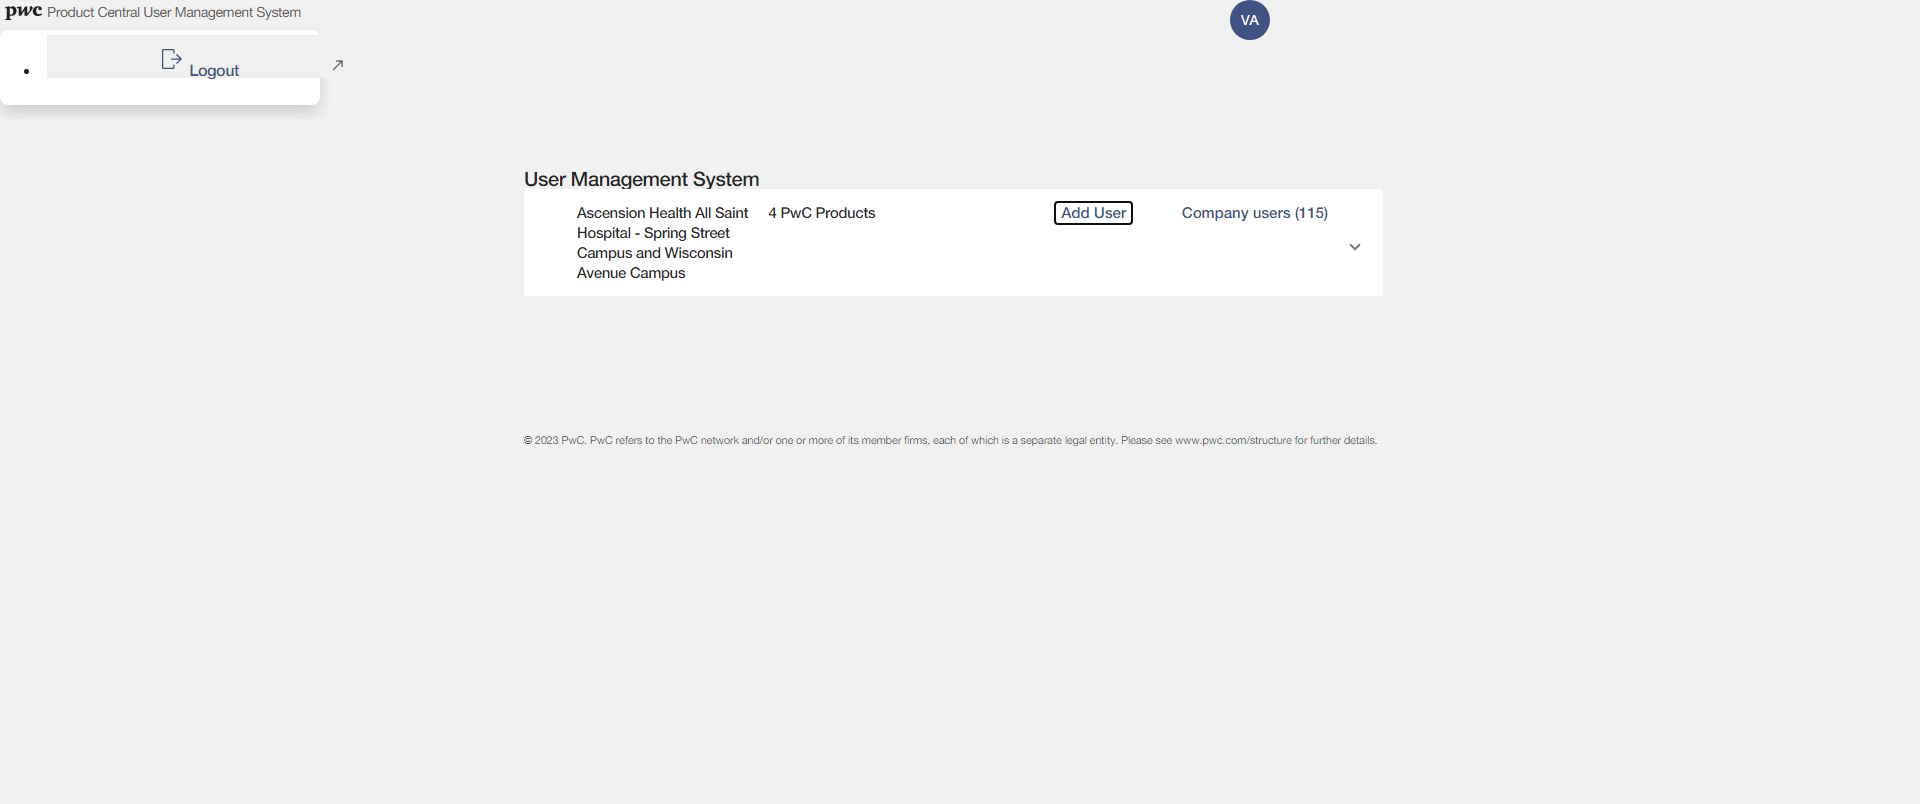 pwc Product Central User Management System
VA
Logout
User Management System
Ascension Health All Saint
Hospital - Spring Street
Campus and Wisconsin
Avenue Campus
4 PwC Products
Add User
Company users (115)
© 2023 PwC. PwC refers to the PwC network and/or one or more of its member firms, each of which is a separate legal entity. Please see www.pwc.com/structure for further details.